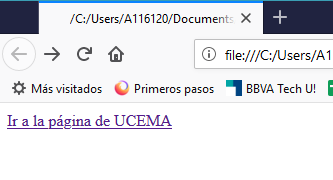 /C:/Users/A116120/Documents
file:///C:/Users/A1
Más visitados
Primeros pasos
BBVA Tech U!
Ir a la página de UCEMA